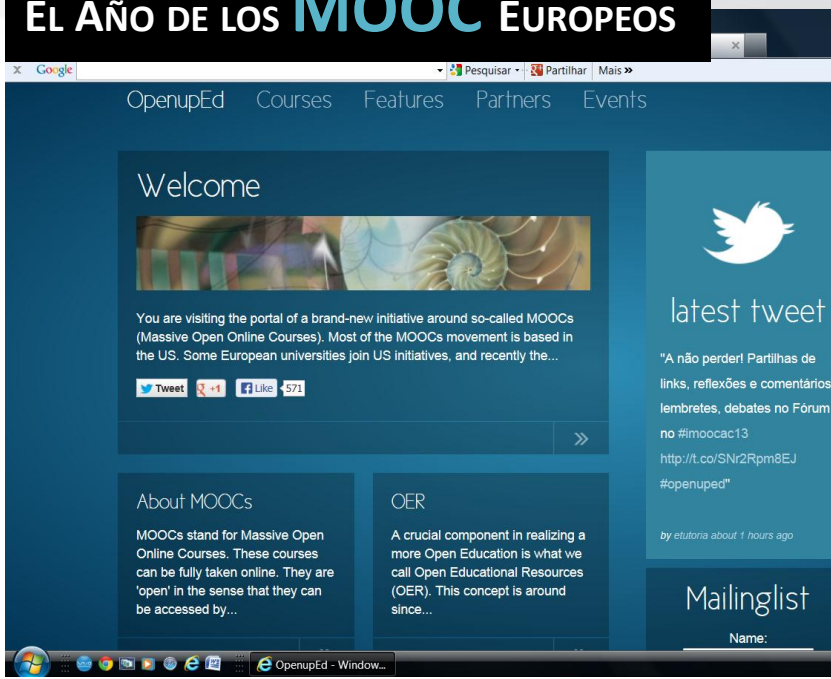 EL AÑO DE LOS MOOC EUROPEOS
x Google Pesquisar Partilhar Mais »
OpenupEd Courses Features Partners Events
Welcome
You are visiting the portal of a brand-new initiative around so-called MOOCs
(Massive Open Online Courses). Most of the MOOCs movement is based in
the US. Some European universities join US initiatives, and recently the...
Tweet +1 Like 571
»
About MOOCs
MOOCs stand for Massive Open
Online Courses. These courses
can be fully taken online. They are
'open' in the sense that they can
be accessed by...
OER
A crucial component in realizing a
more Open Education is what we
call Open Educational Resources
(OER). This concept is around
since...
latest tweet
"A não perder! Partilhas de
links, reflexões e comentários
lembretes, debates no Fórum
no #imoocac13
http://t.co/SNr2Rpm8EJ
#openuped"
by etutoria about 1 hours ago
Mailinglist
Name:
OpenupEd - Window...